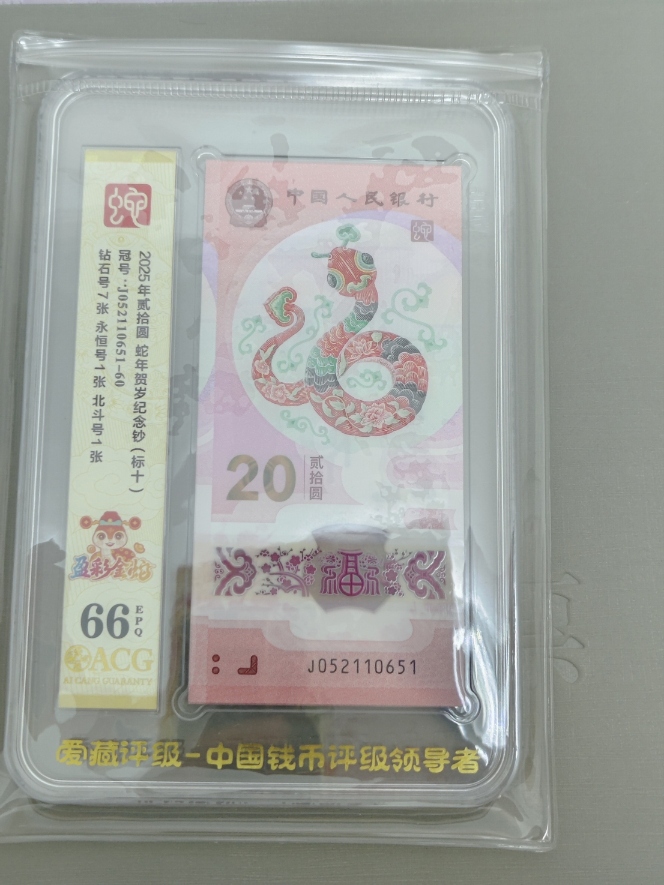 2025年贰拾圆 蛇年贺岁纪念钞（标十）
冠号：J052110651-60
钻石号7张 永恒号1张 北斗号1张
66
EPQ
ACG
AI CANG GUARANTY
中国人民银行
20
贰拾圆
福
J052110651
爱藏评级-中国钱币评级领导者